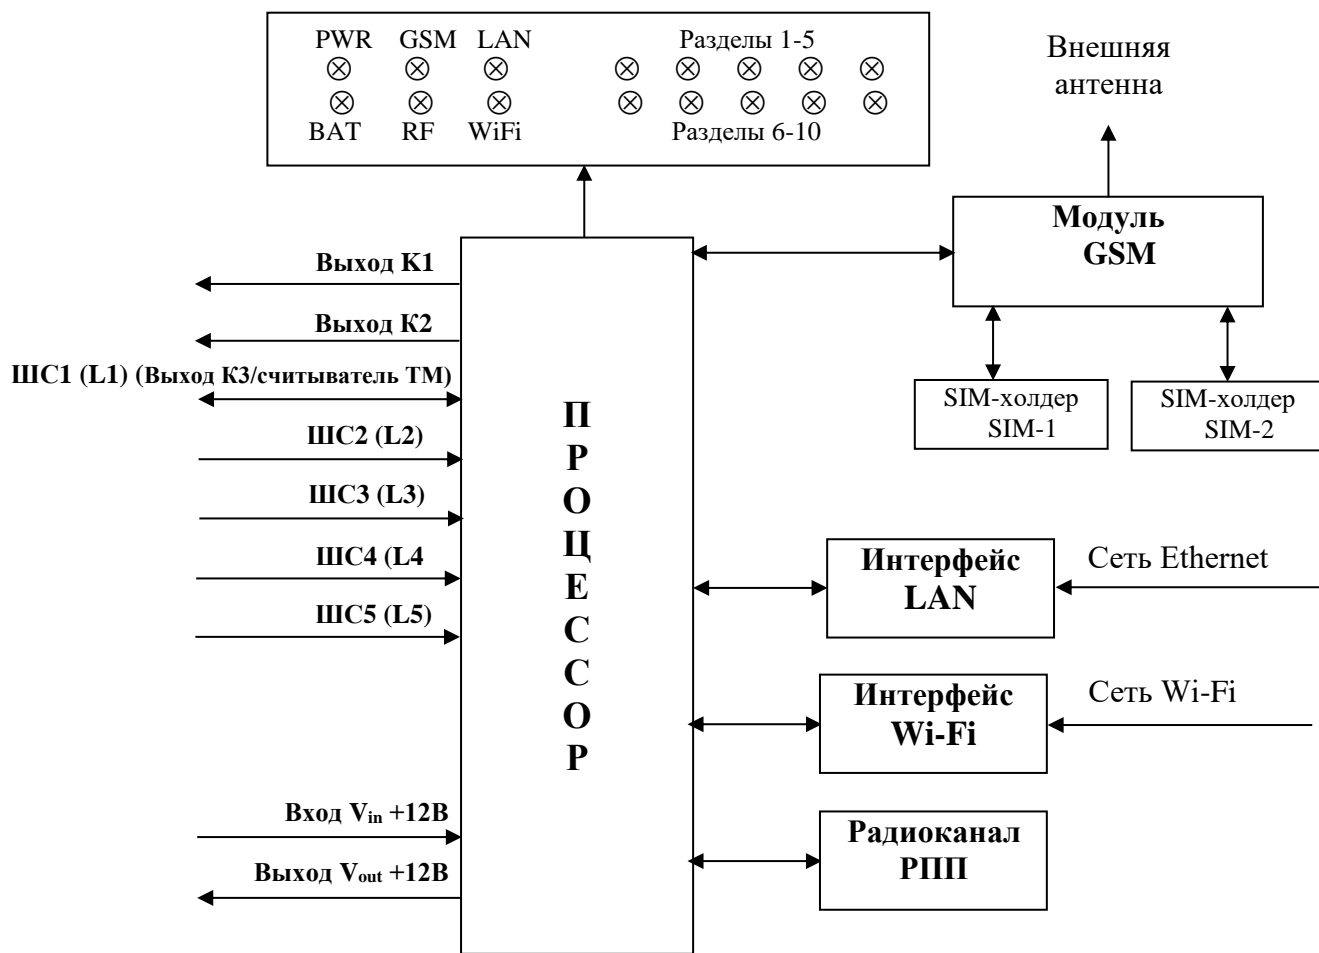 PWR GSM LAN Разделы 1-5
BAT RF WiFi Разделы 6-10
Внешняя
антенна
Модуль
GSM
SIM-холдер
SIM-1
SIM-холдер
SIM-2
Выход К1
Выход К2
ШС1 (L1) (Выход К3/считыватель ТМ)
ШС2 (L2)
ШС3 (L3)
ШС4 (L4
ШС5 (L5)
Вход Vin +12В
Выход Vout +12В
П
Р
О
Ц
Е
С
С
О
Р
Интерфейс
LAN
Сеть Ethernet
Интерфейс
Wi-Fi
Сеть Wi-Fi
Радиоканал
РПП